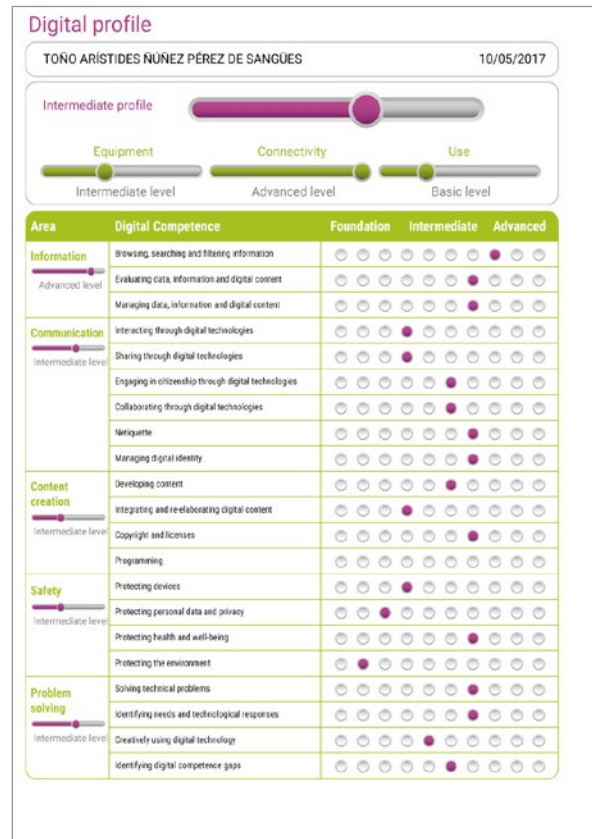 Digital profile
TOÑO ARÍSTIDES ÑÚÑEZ PÉREZ DE SANGÜES 10/05/2017
Intermediate profile
Equipment Connectivity Use
Intermediate level Advanced level Basic level
Area Digital Competence Foundation Intermediate Advanced
Information
Advanced level
Browsing, searching and filtering information
Evaluating data, information and digital content
Managing data, information and digital content
Communication
Intermediate level
Interacting through digital technologies
Sharing through digital technologies
Engaging in citizenship through digital technologies
Collaborating through digital technologies
Netiquette
Managing digital identity
Content
creation
Intermediate level
Developing content
Integrating and re-elaborating digital content
Copyright and licenses
Programming
Safety
Intermediate level
Protecting devices
Protecting personal data and privacy
Protecting health and well-being
Protecting the environment
Problem
solving
Intermediate level
Solving technical problems
Identifying needs and technological responses
Creatively using digital technology
Identifying digital competence gaps